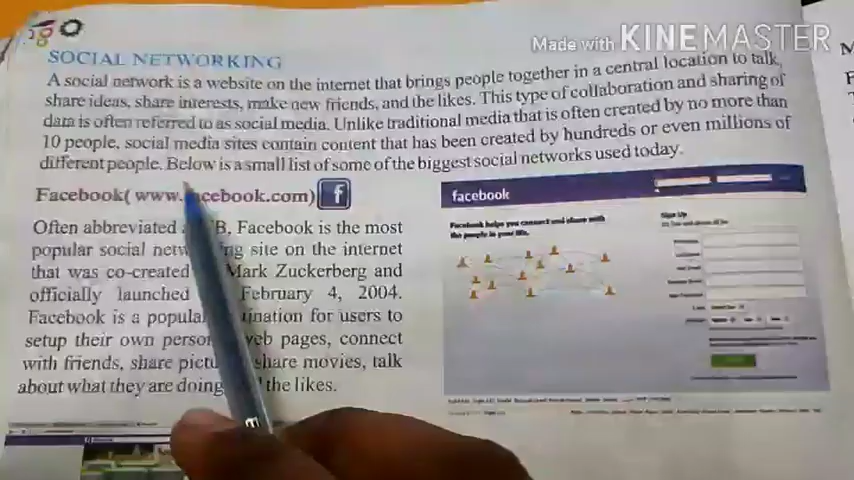 Made with KINEMASTER
SOCIAL NETWORKING
A social network is a website on the internet that brings people together in a central location to talk,
share ideas, share interests, make new friends, and the likes. This type of collaboration and sharing of
data is often referred to as social media. Unlike traditional media that is often created by no more than
10 people, social media sites contain content that has been created by hundreds or even millions of
different people. Below is a small list of some of the biggest social networks used today.
Facebook( www.facebook.com) f
Often abbreviated FB, Facebook is the most
popular social networking site on the internet
that was co-created Mark Zuckerberg and
officially launched February 4, 2004.
Facebook is a popular destination for users to
setup their own personal web pages, connect
with friends, share pictures, share movies, talk
about what they are doing, the likes.
facebook
Facebook helps you connect and share with
the people in your life.
Sign Up